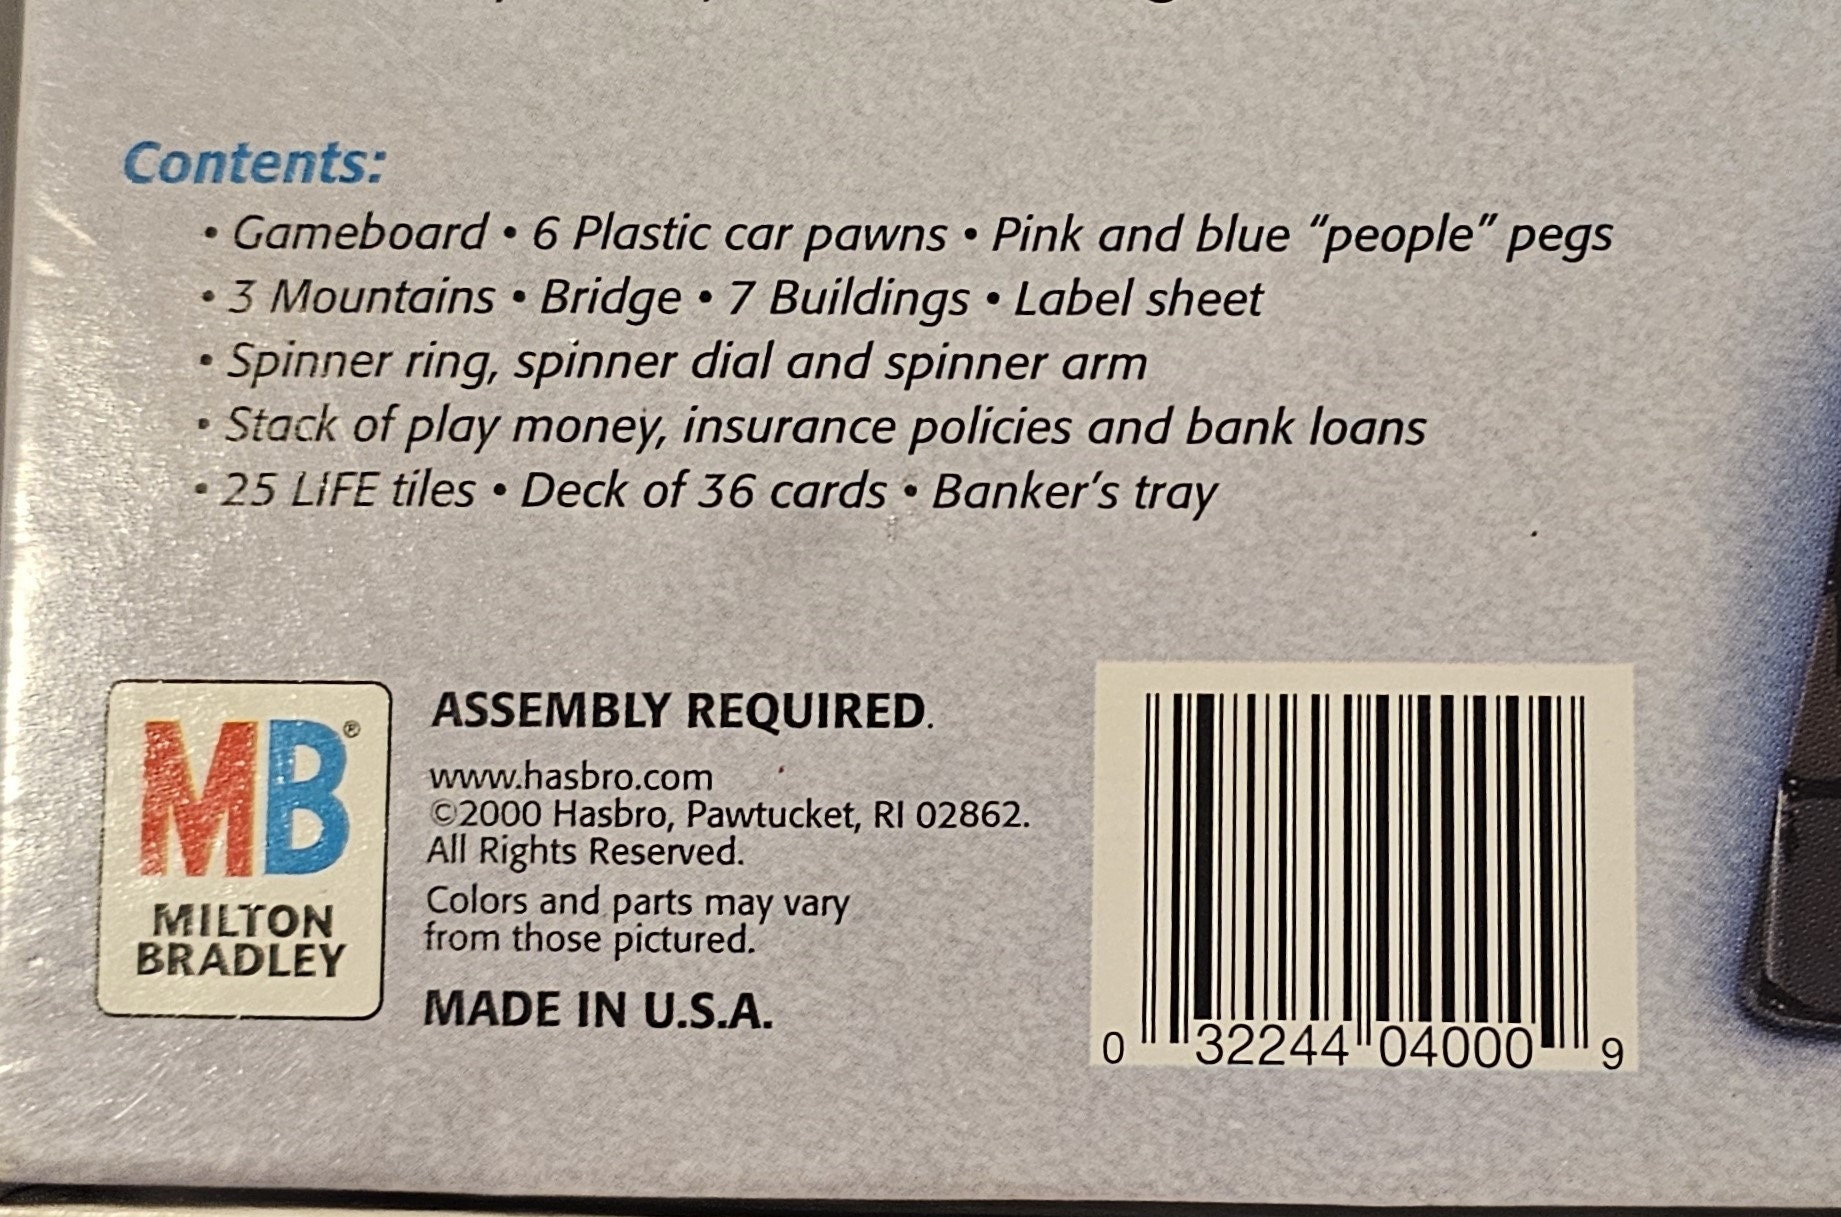 Contents:
• Gameboard • 6 Plastic car pawns • Pink and blue “people” pegs
• 3 Mountains • Bridge • 7 Buildings • Label sheet
• Spinner ring, spinner dial and spinner arm
• Stack of play money, insurance policies and bank loans
• 25 LIFE tiles • Deck of 36 cards • Banker’s tray
MB®
MILTON
BRADLEY
ASSEMBLY REQUIRED.
www.hasbro.com
©2000 Hasbro, Pawtucket, RI 02862.
All Rights Reserved.
Colors and parts may vary
from those pictured.
MADE IN U.S.A.
0 32244 04000 9